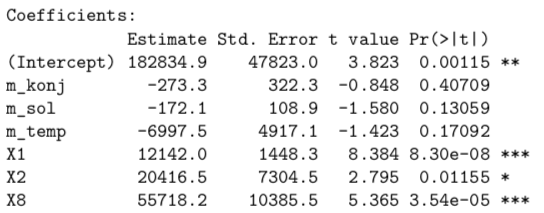 Coefficients:
Estimate Std. Error t value Pr(>|t|)
(Intercept) 182834.9 47823.0 3.823 0.00115 **
m_konj -273.3 322.3 -0.848 0.40709
m_sol -172.1 108.9 -1.580 0.13059
m_temp -6997.5 4917.1 -1.423 0.17092
X1 12142.0 1448.3 8.384 8.30e-08 ***
X2 20416.5 7304.5 2.795 0.01155 *
X8 55718.2 10385.5 5.365 3.54e-05 ***